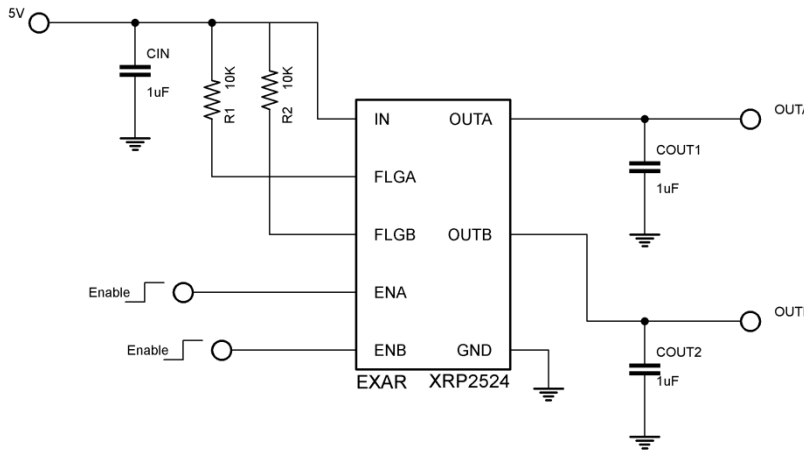 5V
CIN
1uF
10K
R1
10K
R2
IN
OUTA
FLGA
FLGB
OUTB
ENA
ENB
GND
EXAR XRP2524
Enable
Enable
COUT1
1uF
COUT2
1uF